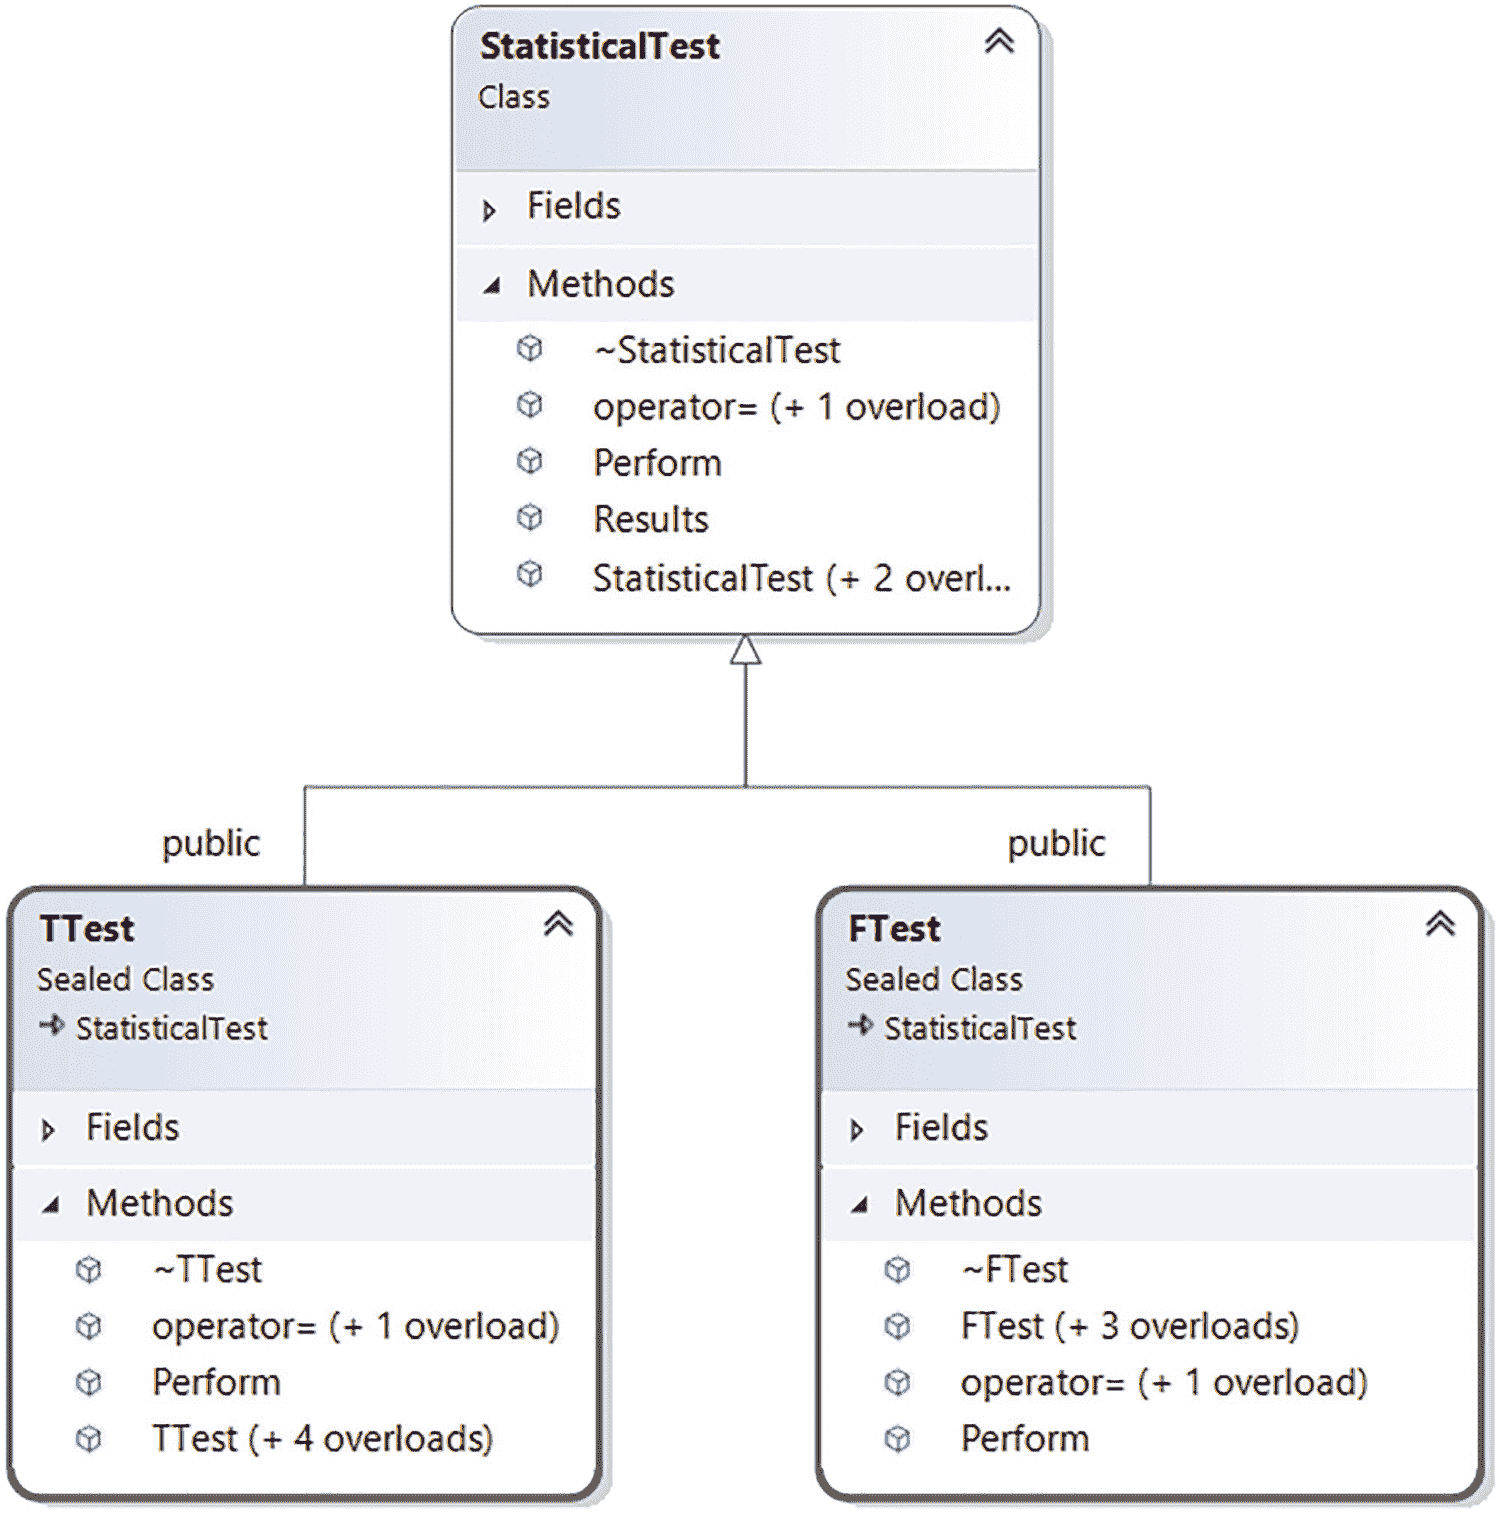 StatisticalTest
Class
Fields
Methods
~StatisticalTest
operator= (+ 1 overload)
Perform
Results
StatisticalTest (+ 2 overl...
public
public
TTest
Sealed Class
StatisticalTest
Fields
Methods
~TTest
operator= (+ 1 overload)
Perform
TTest (+ 4 overloads)
FTest
Sealed Class
StatisticalTest
Fields
Methods
~FTest
FTest (+ 3 overloads)
operator= (+ 1 overload)
Perform